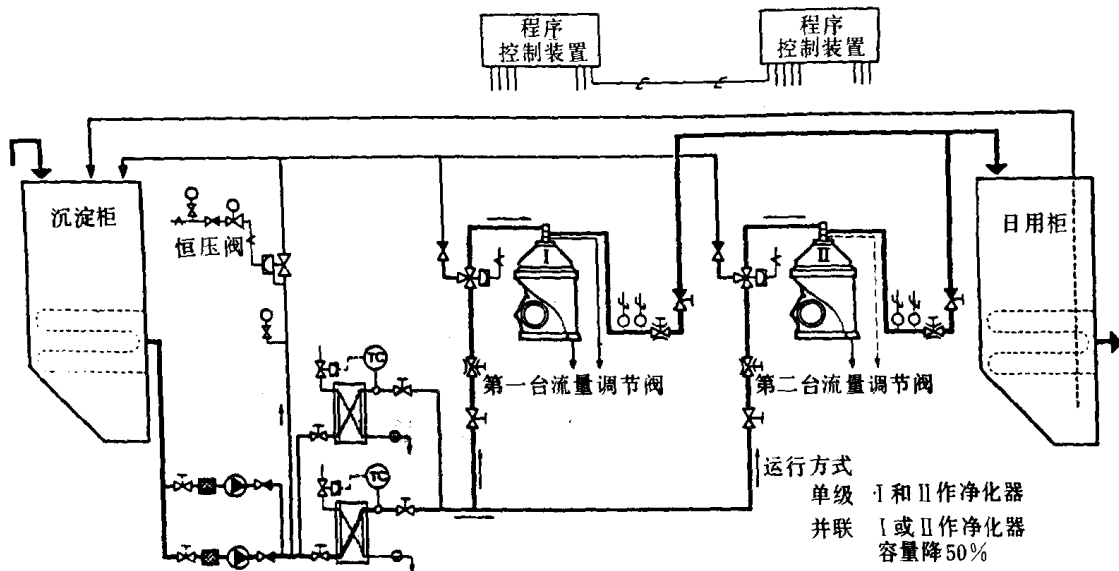 程序
控制装置
程序
控制装置
沉淀柜
恒压阀
I
II
日用柜
TC
第一台流量调节阀
第二台流量调节阀
TC
运行方式
单级 I和II作净化器
并联 I或II作净化器
容量降50%